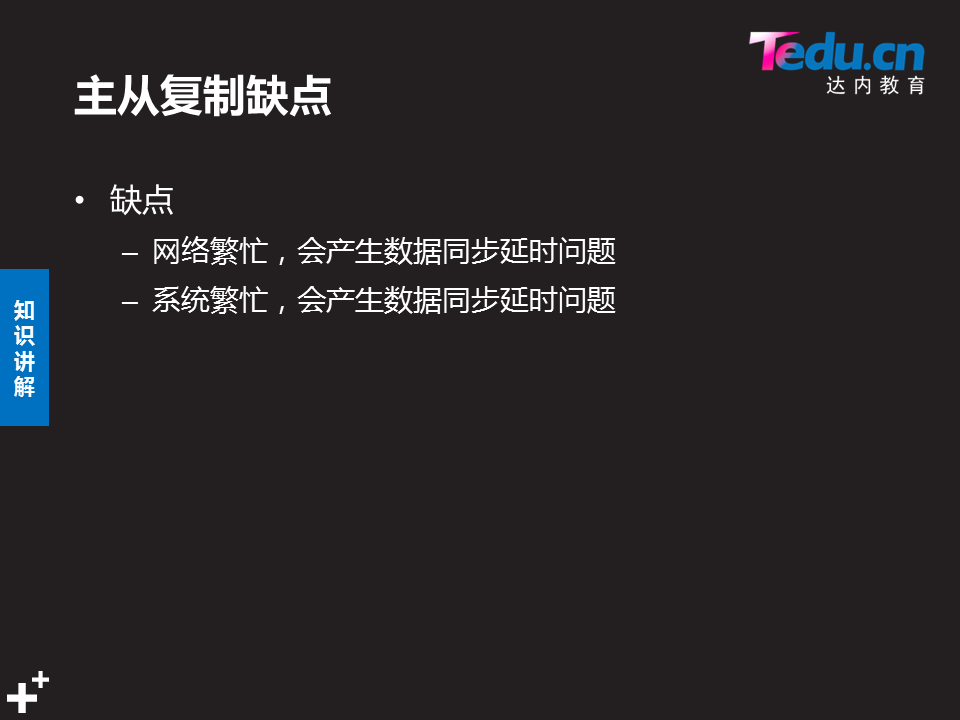 Tedu.cn
达内教育
主从复制缺点
• 缺点
– 网络繁忙，会产生数据同步延时问题
– 系统繁忙，会产生数据同步延时问题
知
识
讲
解